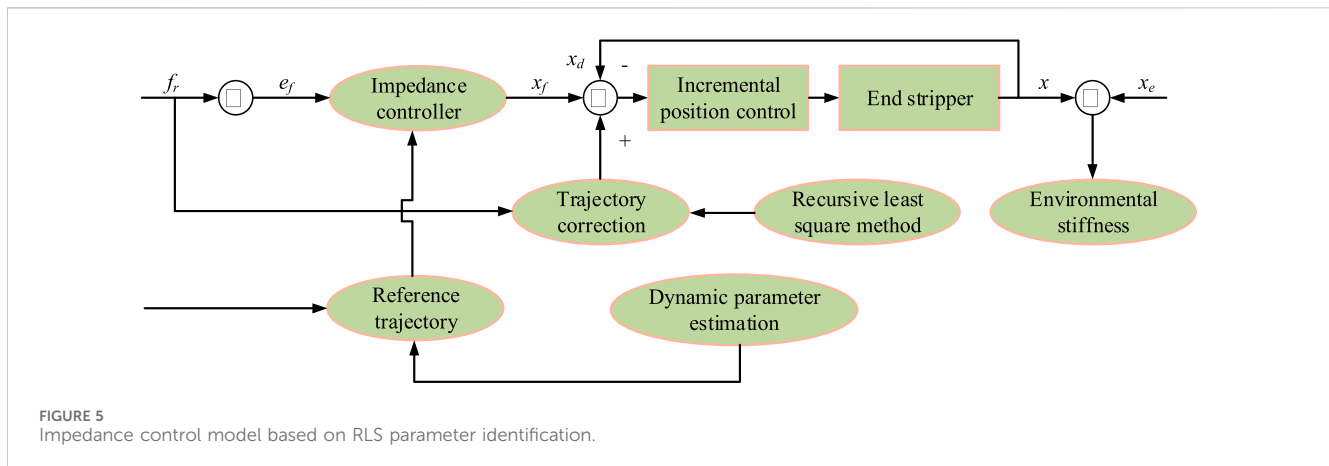 f_r
e_f
Impedance
controller
x_f
x_d
-
+
Incremental
position control
End stripper
x
x_e
Trajectory
correction
Recursive least
square method
Environmental
stiffness
Reference
trajectory
Dynamic parameter
estimation
FIGURE 5
Impedance control model based on RLS parameter identification.